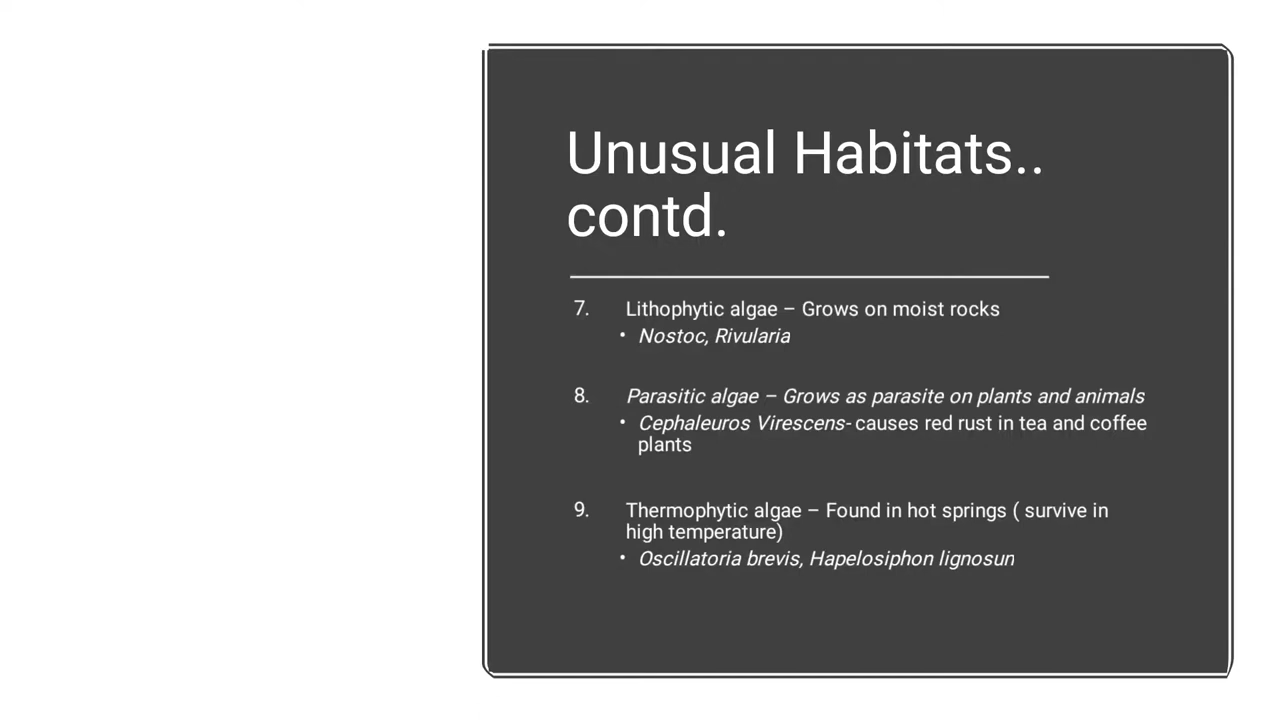 Unusual Habitats..
contd.
7. Lithophytic algae – Grows on moist rocks
• Nostoc, Rivularia
8. Parasitic algae – Grows as parasite on plants and animals
• Cephaleuros Virescens- causes red rust in tea and coffee
plants
9. Thermophytic algae – Found in hot springs ( survive in
high temperature)
• Oscillatoria brevis, Hapelosiphon lignosun